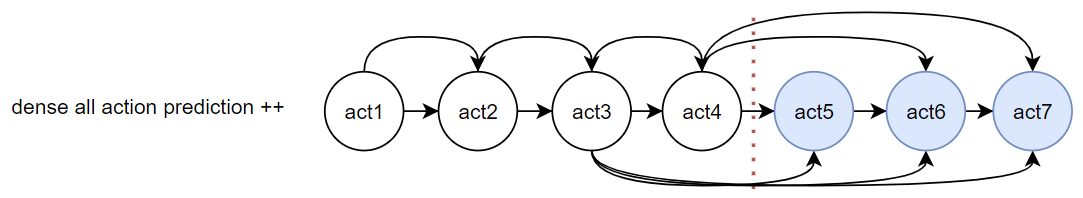 dense all action prediction ++
act1
act2
act3
act4
act5
act6
act7